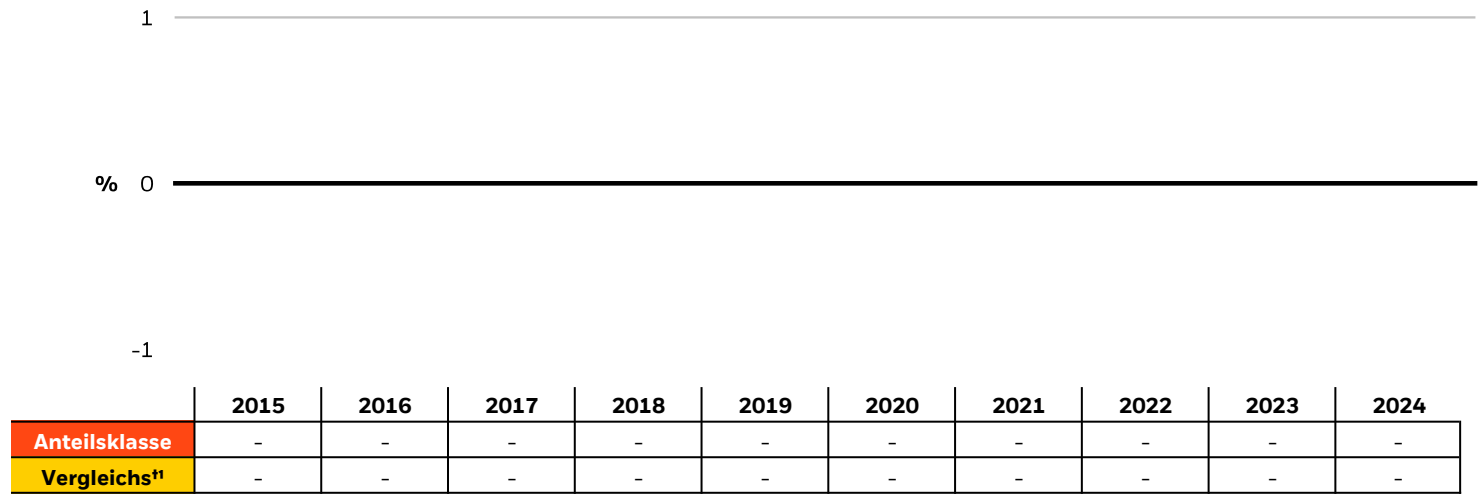 1
% 0
-1
2015 2016 2017 2018 2019 2020 2021 2022 2023 2024
Anteilsklasse - - - - - - - - - -
Vergleichs†¹ - - - - - - - - - -